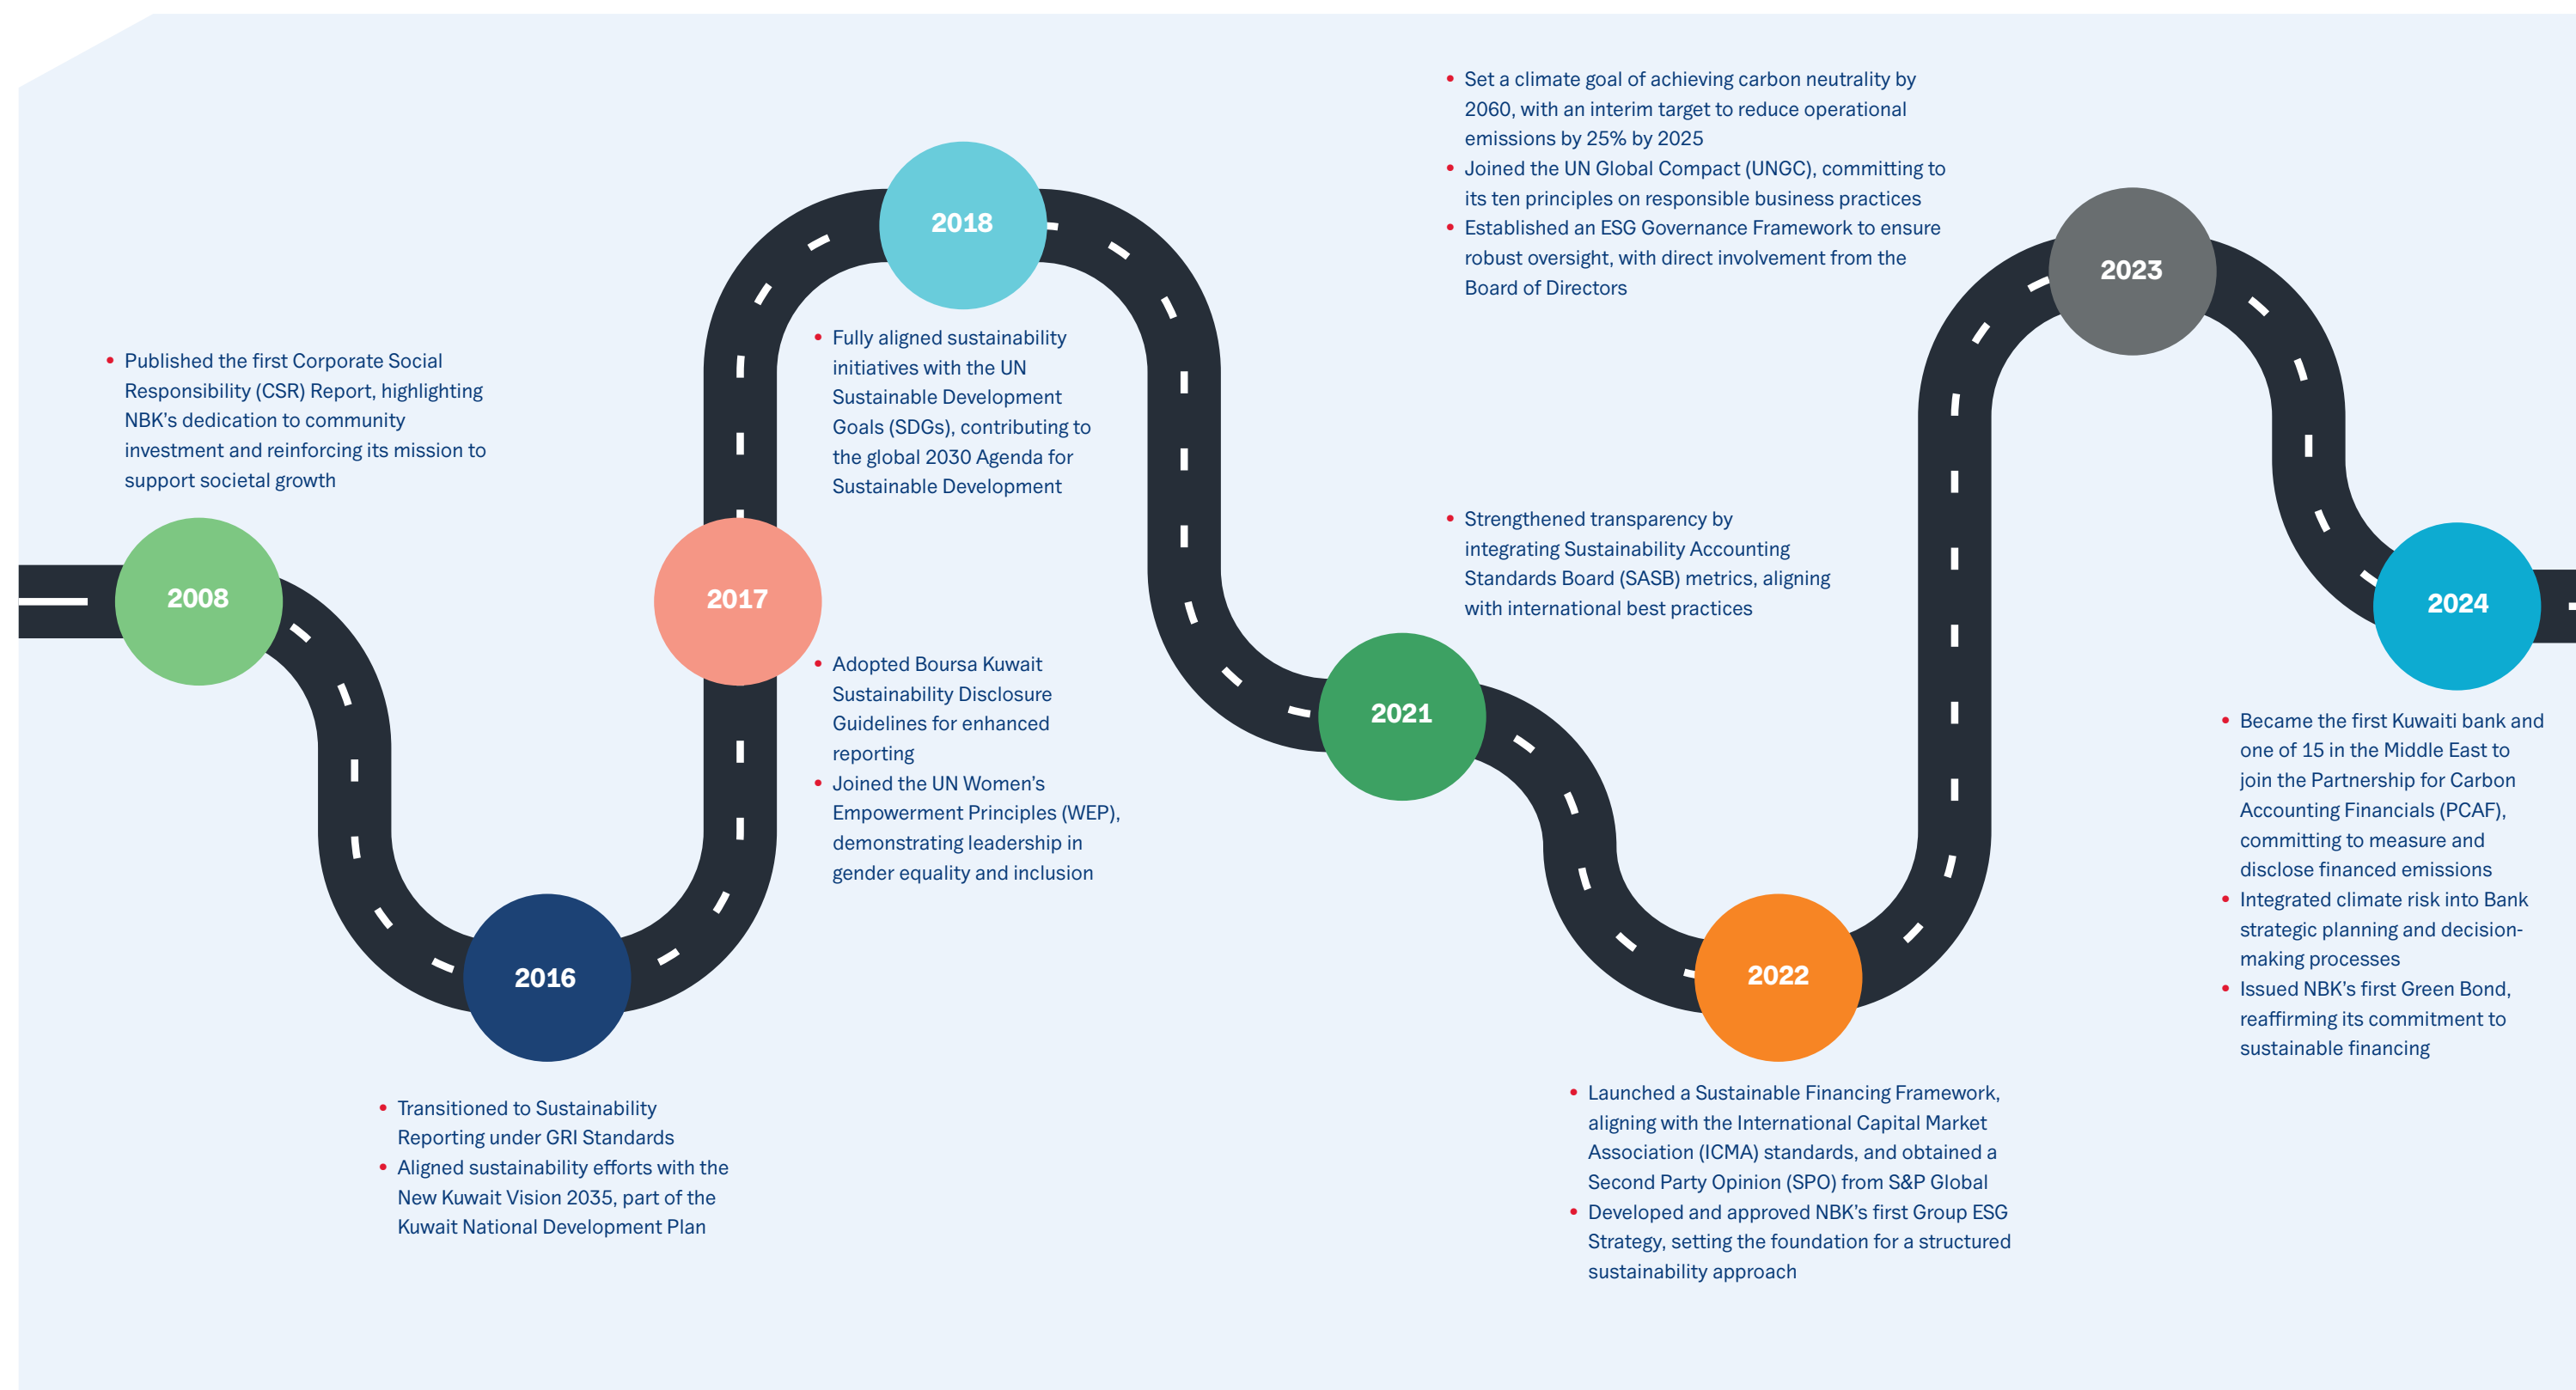 2008
• Published the first Corporate Social
Responsibility (CSR) Report, highlighting
NBK’s dedication to community
investment and reinforcing its mission to
support societal growth
2016
• Transitioned to Sustainability
Reporting under GRI Standards
• Aligned sustainability efforts with the
New Kuwait Vision 2035, part of the
Kuwait National Development Plan
2017
• Adopted Boursa Kuwait
Sustainability Disclosure
Guidelines for enhanced
reporting
• Joined the UN Women’s
Empowerment Principles (WEP),
demonstrating leadership in
gender equality and inclusion
2018
• Fully aligned sustainability
initiatives with the UN
Sustainable Development
Goals (SDGs), contributing to
the global 2030 Agenda for
Sustainable Development
2021
• Strengthened transparency by
integrating Sustainability Accounting
Standards Board (SASB) metrics, aligning
with international best practices
2022
• Launched a Sustainable Financing Framework,
aligning with the International Capital Market
Association (ICMA) standards, and obtained a
Second Party Opinion (SPO) from S&P Global
• Developed and approved NBK’s first Group ESG
Strategy, setting the foundation for a structured
sustainability approach
2023
• Set a climate goal of achieving carbon neutrality by
2060, with an interim target to reduce operational
emissions by 25% by 2025
• Joined the UN Global Compact (UNGC), committing to
its ten principles on responsible business practices
• Established an ESG Governance Framework to ensure
robust oversight, with direct involvement from the
Board of Directors
2024
• Became the first Kuwaiti bank and
one of 15 in the Middle East to
join the Partnership for Carbon
Accounting Financials (PCAF),
committing to measure and
disclose financed emissions
• Integrated climate risk into Bank
strategic planning and decision-
making processes
• Issued NBK’s first Green Bond,
reaffirming its commitment to
sustainable financing